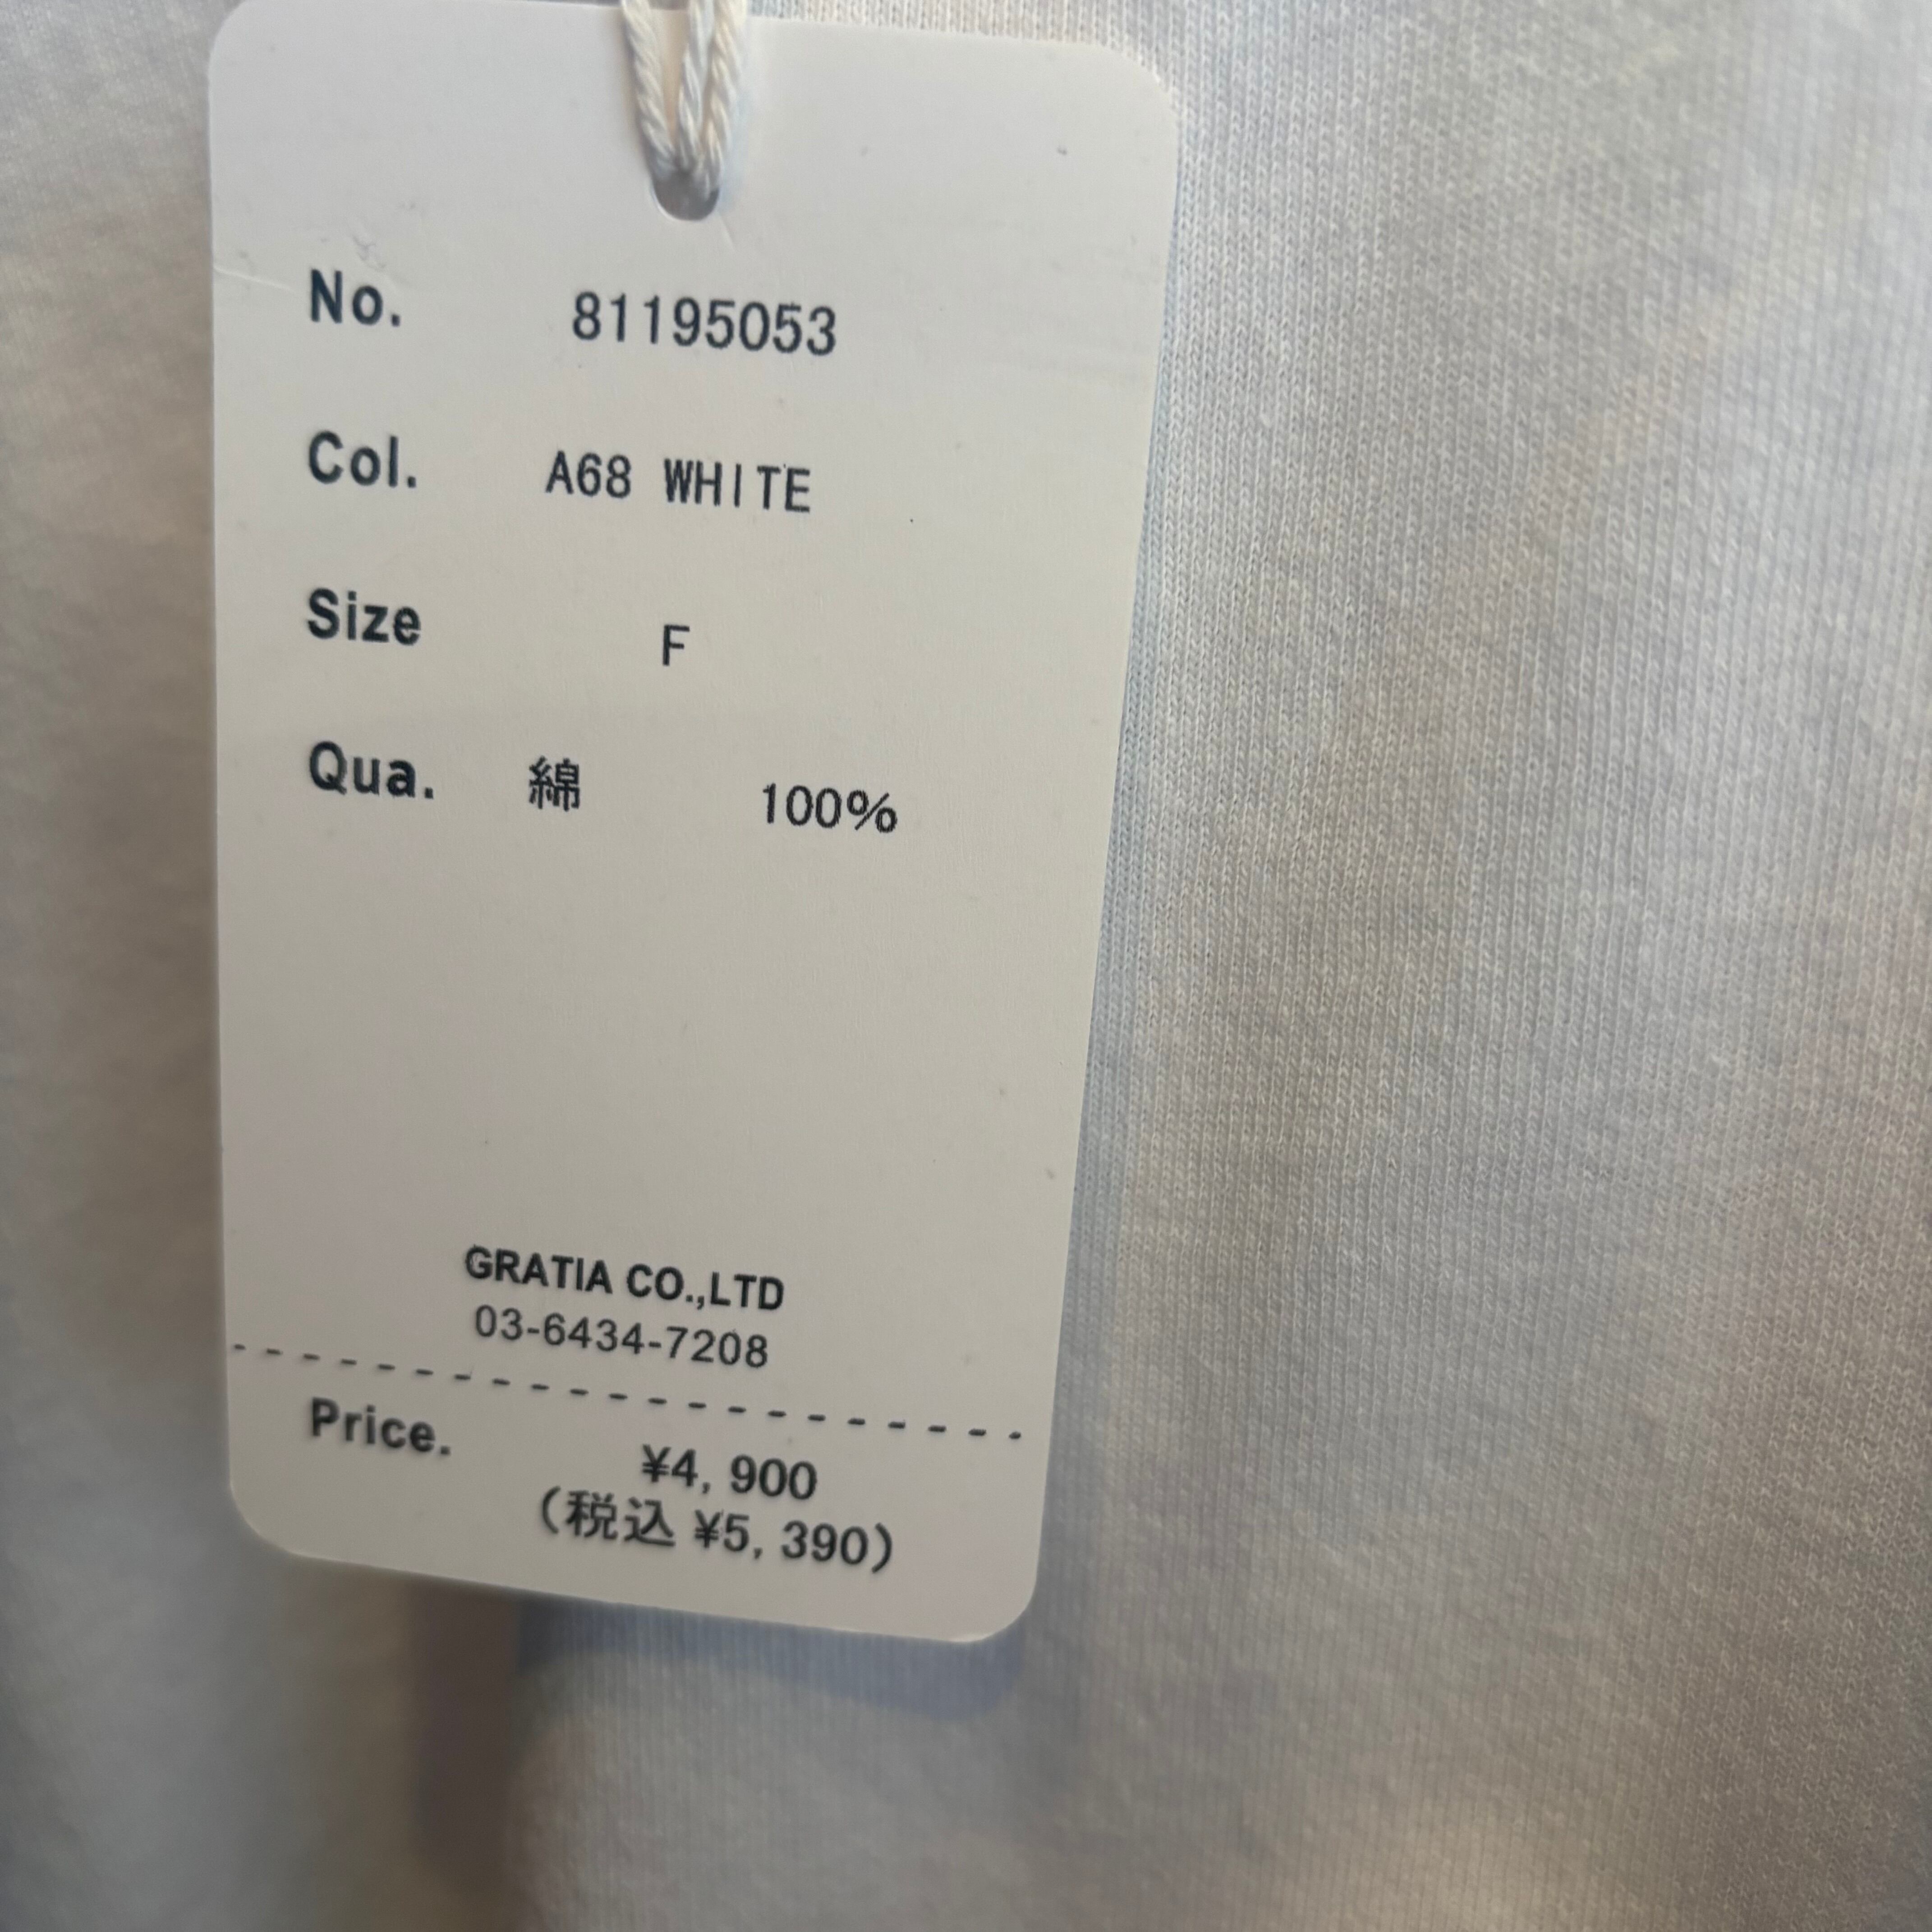 No. 81195053
Col. A68 WHITE
Size F
Qua. 綿 100%
GRATIA CO.,LTD
03-6434-7208
Price. ¥4,900
(税込 ¥5,390)